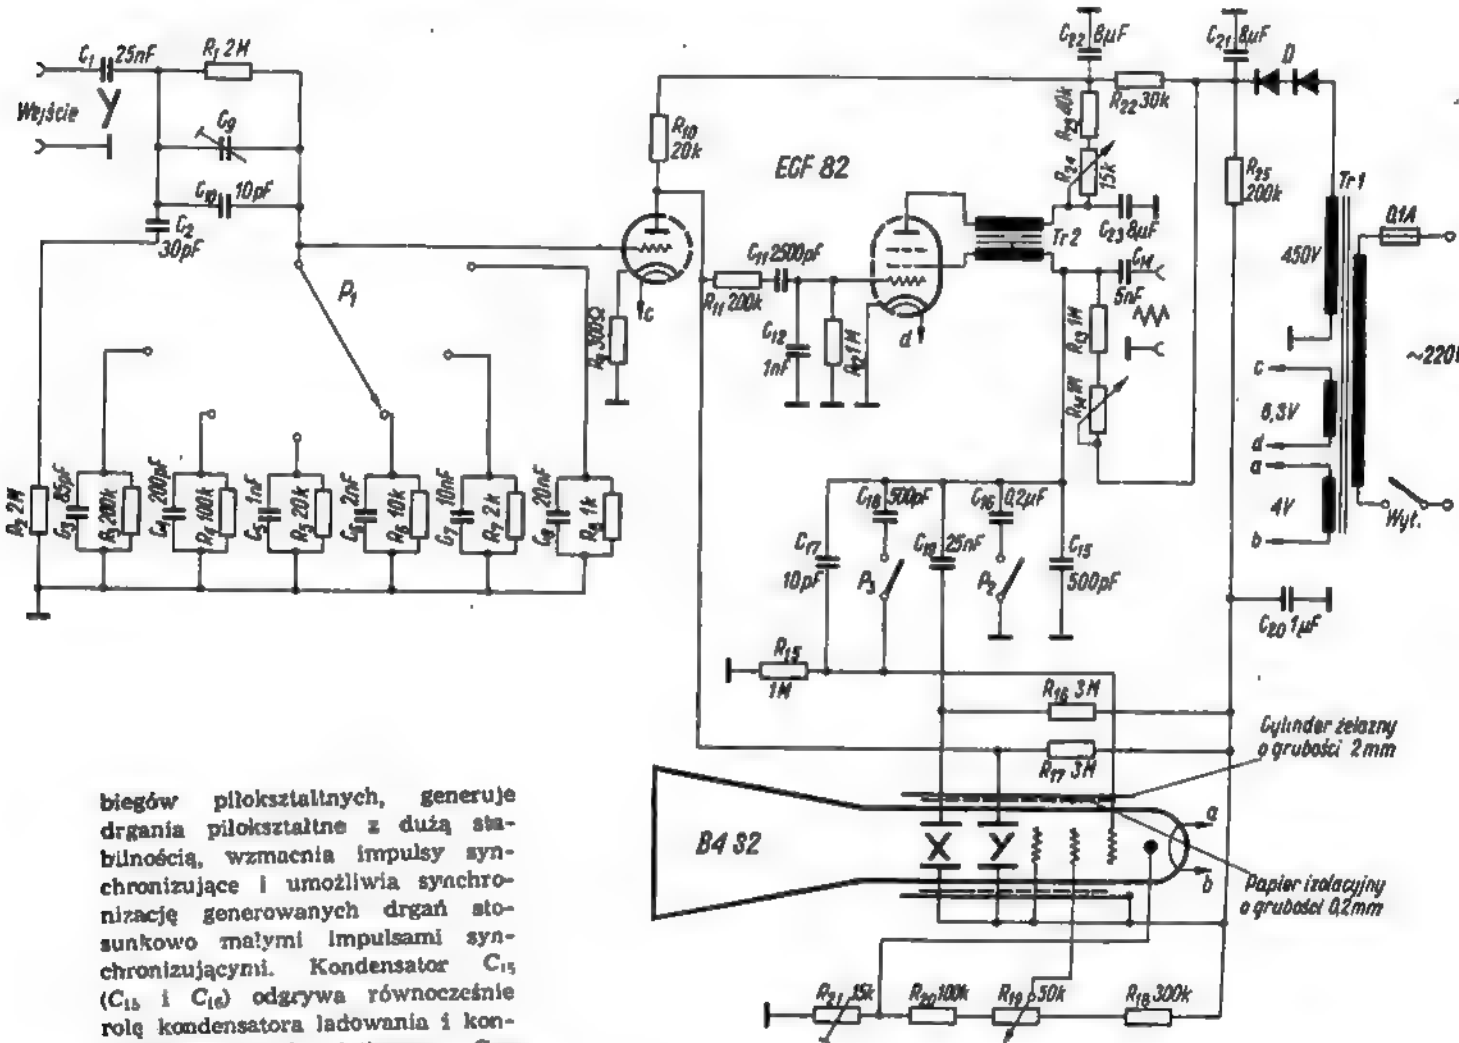 C₁ 25nF
R₁ 2M
Wejście
Y
C₉
C₁₀ 10pF
C₂
30pF
P₁
R₂ 2M
C₃ 85pF
R₃ 200k
C₄ 200pF
R₄ 100k
C₅ 1nF
R₅ 20k
C₆ 2nF
R₆ 10k
C₇ 10nF
R₇ 2k
C₈ 20nF
R₈ 1k
R₁₀
20k
ECF 82
R₉ 300Ω
c
R₁₁ 200k
C₁₁ 2500pF
C₁₂
1nF
R₁₂ 1M
d
C₂₂ 8µF
R₂₂ 30k
R₂₃ 40k
R₂₄
15k
Tr2
C₂₃ 8µF
C₁₄
5nF
R₁₃ 1M
R₁₄ 1M
C₂₁ 8µF
D
R₂₅
200k
Tr1
0,1A
450V
~220V
c
6,3V
d
a
4V
b
Wył.
C₂₀ 1µF
C₁₈ 500pF
C₁₆ 0,2µF
C₁₇
10pF
P₃
C₁₉ 25nF
P₂
C₁₅
500pF
R₁₅
1M
R₁₆ 3M
R₁₇ 3M
Cylinder żelazny
o grubości 2mm
B4 S2
X
Y
a
b
Papier izolacyjny
o grubości 0,2mm
R₂₁ 15k
R₂₀ 100k
R₁₉ 50k
R₁₈ 300k
biegów piłokształtnych, generuje
drgania piłokształtne z dużą sta-
bilnością, wzmacnia impulsy syn-
chronizujące i umożliwia synchro-
nizację generowanych drgań sto-
sunkowo małymi impulsami syn-
chronizującymi. Kondensator C₁₅
(C₁₅ i C₁₆) odgrywa równocześnie
rolę kondensatora ładowania i kon-